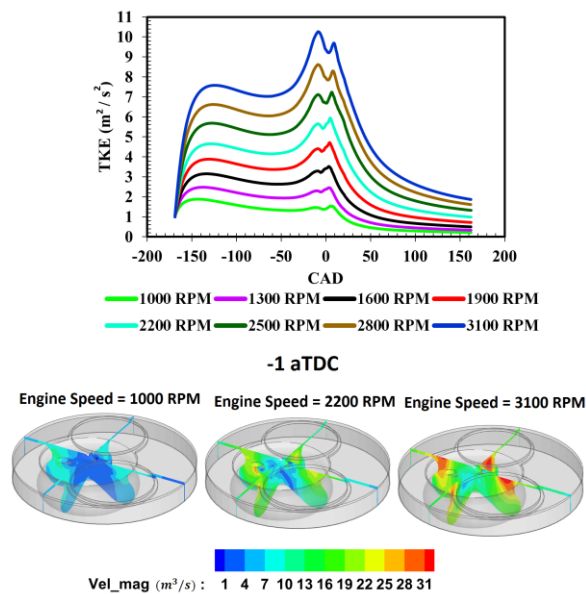 11
10
9
8
7
6
5
4
3
2
1
0
TKE (m² / s²)
-200 -150 -100 -50 0 50 100 150 200
CAD
1000 RPM 1300 RPM 1600 RPM 1900 RPM
2200 RPM 2500 RPM 2800 RPM 3100 RPM
-1 aTDC
Engine Speed = 1000 RPM Engine Speed = 2200 RPM Engine Speed = 3100 RPM
Vel_mag (m³/s) : 1 4 7 10 13 16 19 22 25 28 31